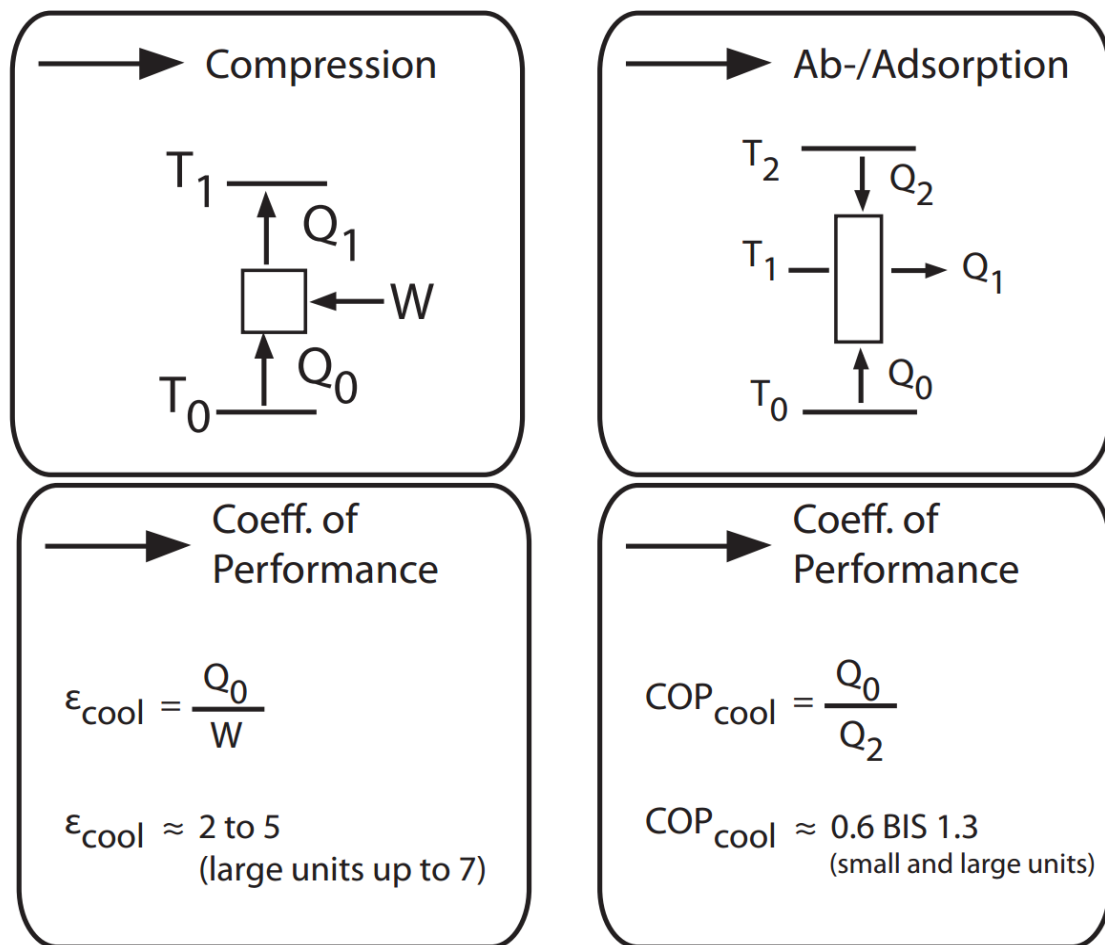 Compression
T1
Q1
W
Q0
T0
Ab-/Adsorption
T2
Q2
T1
Q1
Q0
T0
Coeff. of
Performance
εcool = Q0
W
εcool ≈ 2 to 5
(large units up to 7)
Coeff. of
Performance
COPcool = Q0
Q2
COPcool ≈ 0.6 BIS 1.3
(small and large units)